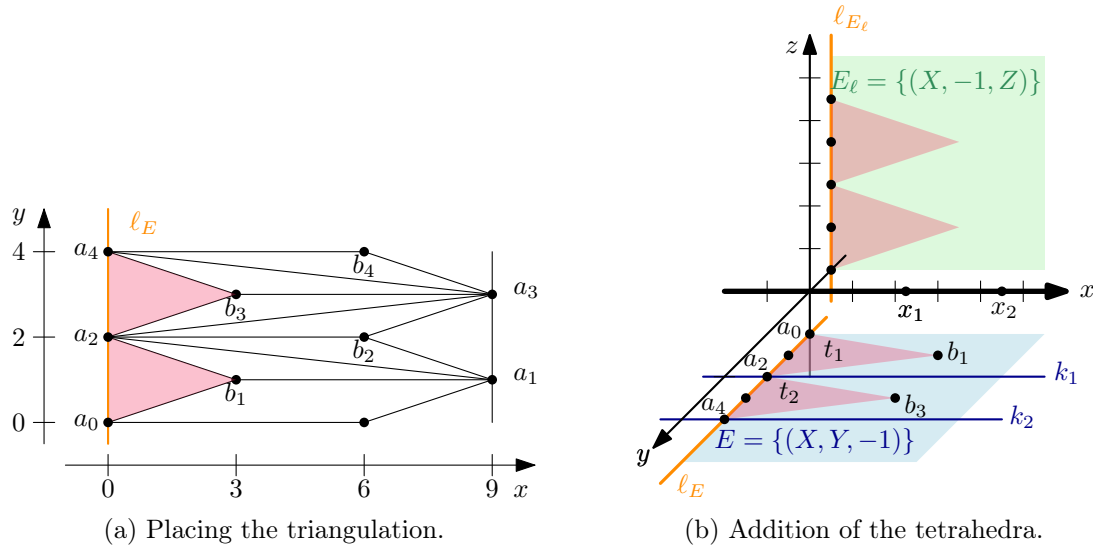 y
ℓ_E
4
a_4
b_4
b_3
a_3
2
a_2
b_2
b_1
a_1
0
a_0
0
3
6
9
x
(a) Placing the triangulation.
ℓ_{E_ℓ}
z
E_ℓ = {(X, −1, Z)}
x
x_1
x_2
a_0
t_1
b_1
a_2
k_1
t_2
a_4
b_3
k_2
y
E = {(X, Y, −1)}
ℓ_E
(b) Addition of the tetrahedra.